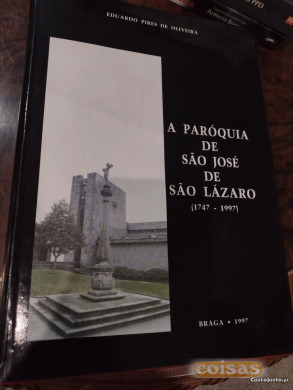 EDUARDO PIRES DE OLIVEIRA
A PARÓQUIA
DE
SÃO JOSÉ
DE
SÃO LÁZARO
(1747 - 1997)
BRAGA • 1997
coisas